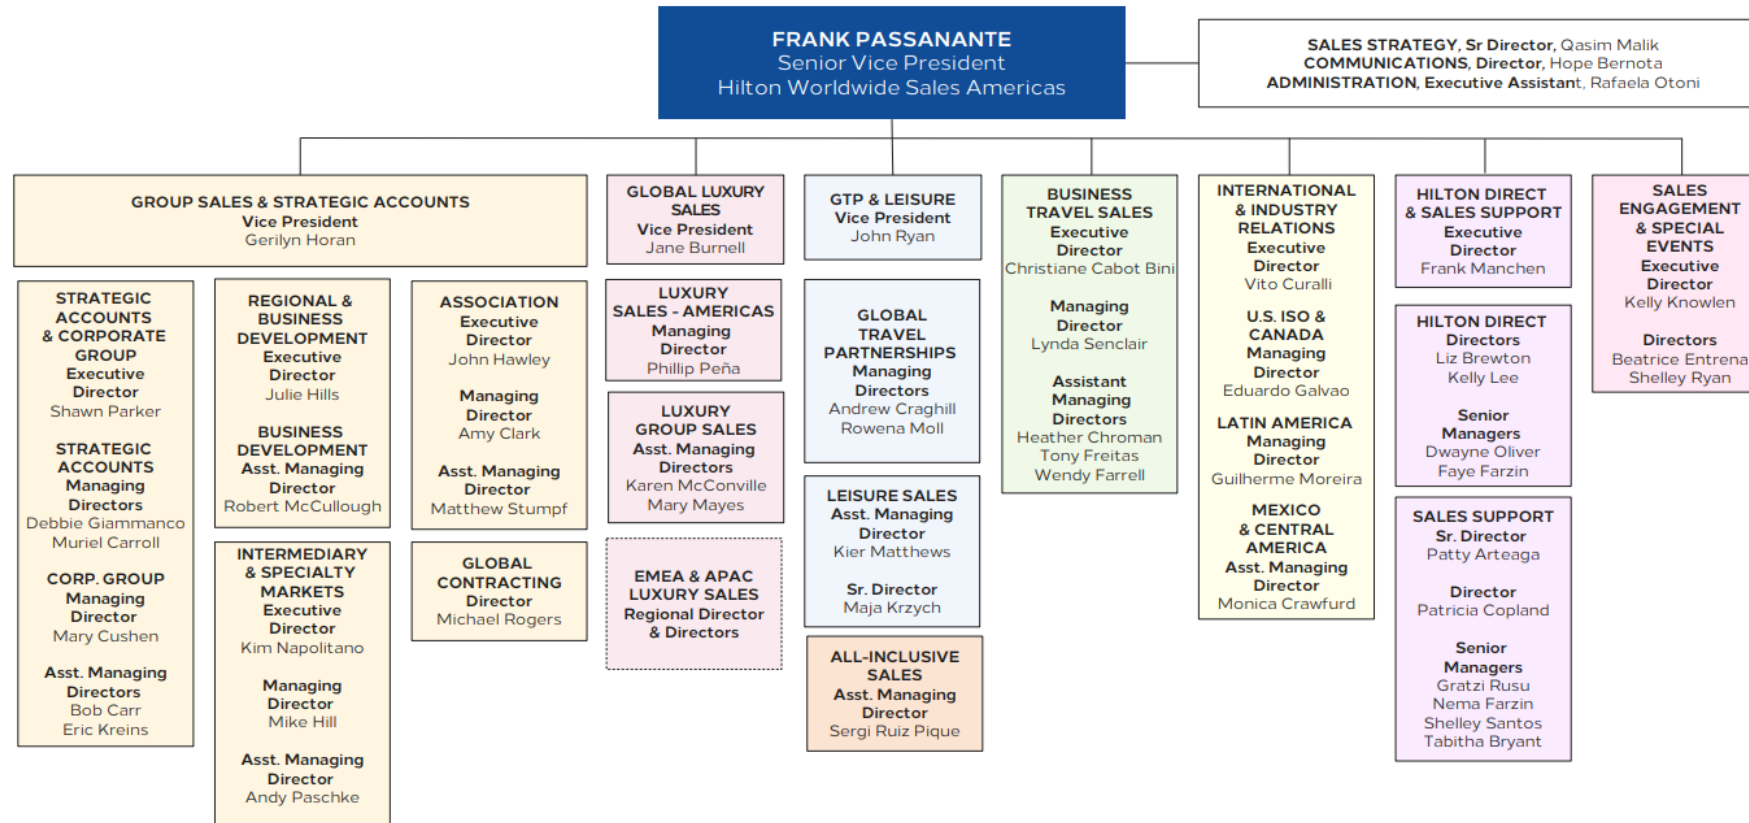 FRANK PASSANANTE
Senior Vice President
Hilton Worldwide Sales Americas
SALES STRATEGY, Sr Director, Qasim Malik
COMMUNICATIONS, Director, Hope Bernota
ADMINISTRATION, Executive Assistant, Rafaela Otoni
GROUP SALES & STRATEGIC ACCOUNTS
Vice President
Gerilyn Horan
STRATEGIC
ACCOUNTS
& CORPORATE
GROUP
Executive
Director
Shawn Parker
STRATEGIC
ACCOUNTS
Managing
Directors
Debbie Giammanco
Muriel Carroll
CORP. GROUP
Managing
Director
Mary Cushen
Asst. Managing
Directors
Bob Carr
Eric Kreins
REGIONAL &
BUSINESS
DEVELOPMENT
Executive
Director
Julie Hills
BUSINESS
DEVELOPMENT
Asst. Managing
Director
Robert McCullough
INTERMEDIARY
& SPECIALTY
MARKETS
Executive
Director
Kim Napolitano
Managing
Director
Mike Hill
Asst. Managing
Director
Andy Paschke
ASSOCIATION
Executive
Director
John Hawley
Managing
Director
Amy Clark
Asst. Managing
Director
Matthew Stumpf
GLOBAL
CONTRACTING
Director
Michael Rogers
GLOBAL LUXURY
SALES
Vice President
Jane Burnell
LUXURY
SALES - AMERICAS
Managing
Director
Phillip Peña
LUXURY
GROUP SALES
Asst. Managing
Directors
Karen McConville
Mary Mayes
EMEA & APAC
LUXURY SALES
Regional Director
& Directors
GTP & LEISURE
Vice President
John Ryan
GLOBAL
TRAVEL
PARTNERSHIPS
Managing
Directors
Andrew Craghill
Rowena Moll
LEISURE SALES
Asst. Managing
Director
Kier Matthews
Sr. Director
Maja Krzych
ALL-INCLUSIVE
SALES
Asst. Managing
Director
Sergi Ruiz Pique
BUSINESS
TRAVEL SALES
Executive
Director
Christiane Cabot Bini
Managing
Director
Lynda Senclair
Assistant
Managing
Directors
Heather Chroman
Tony Freitas
Wendy Farrell
INTERNATIONAL
& INDUSTRY
RELATIONS
Executive
Director
Vito Curalli
U.S. ISO &
CANADA
Managing
Director
Eduardo Galvao
LATIN AMERICA
Managing
Director
Guilherme Moreira
MEXICO
& CENTRAL
AMERICA
Asst. Managing
Director
Monica Crawfurd
HILTON DIRECT
& SALES SUPPORT
Executive
Director
Frank Manchen
HILTON DIRECT
Directors
Liz Brewton
Kelly Lee
Senior
Managers
Dwayne Oliver
Faye Farzin
SALES SUPPORT
Sr. Director
Patty Arteaga
Director
Patricia Copland
Senior
Managers
Gratzi Rusu
Nema Farzin
Shelley Santos
Tabitha Bryant
SALES
ENGAGEMENT
& SPECIAL
EVENTS
Executive
Director
Kelly Knowlen
Directors
Beatrice Entrena
Shelley Ryan